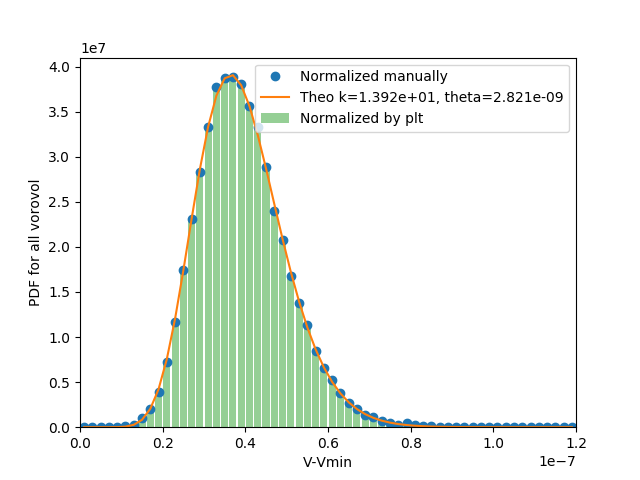 1e7
4.0
3.5
3.0
2.5
2.0
1.5
1.0
0.5
0.0
PDF for all vorovol
Normalized manually
Theo k=1.392e+01, theta=2.821e-09
Normalized by plt
0.0 0.2 0.4 0.6 0.8 1.0 1.2
1e−7
V-Vmin